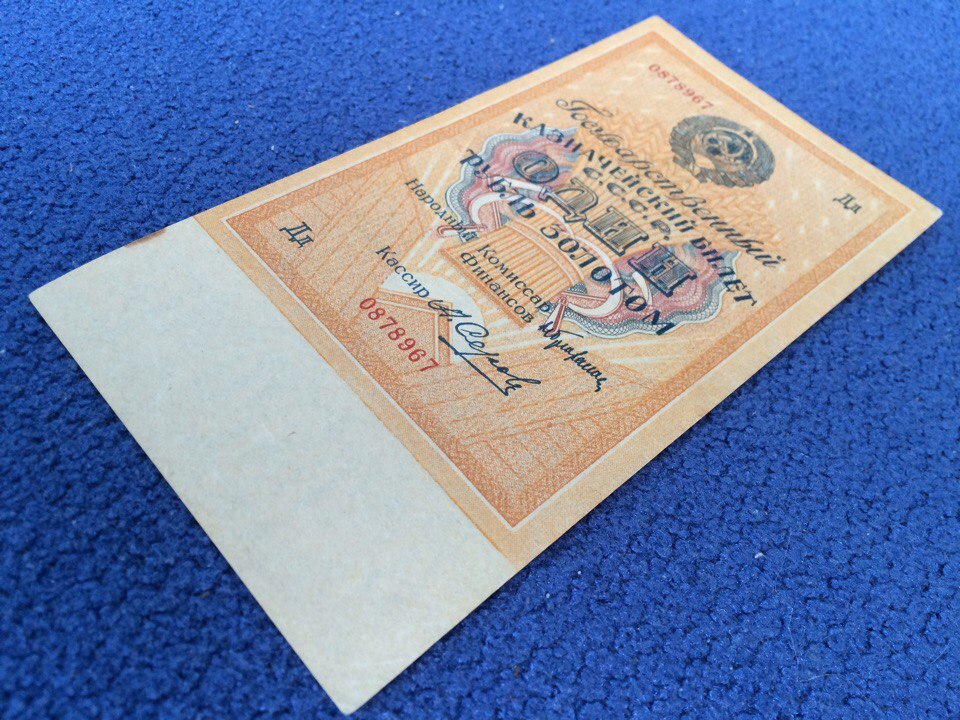 0878967
Государственный
КАЗНАЧЕЙСКИЙ БИЛЕТ
СССР
Дд
ОДИН
РУБЛЬ ЗОЛОТОМ
Дд
Народный Комиссар
финансов
Кассир
0878967